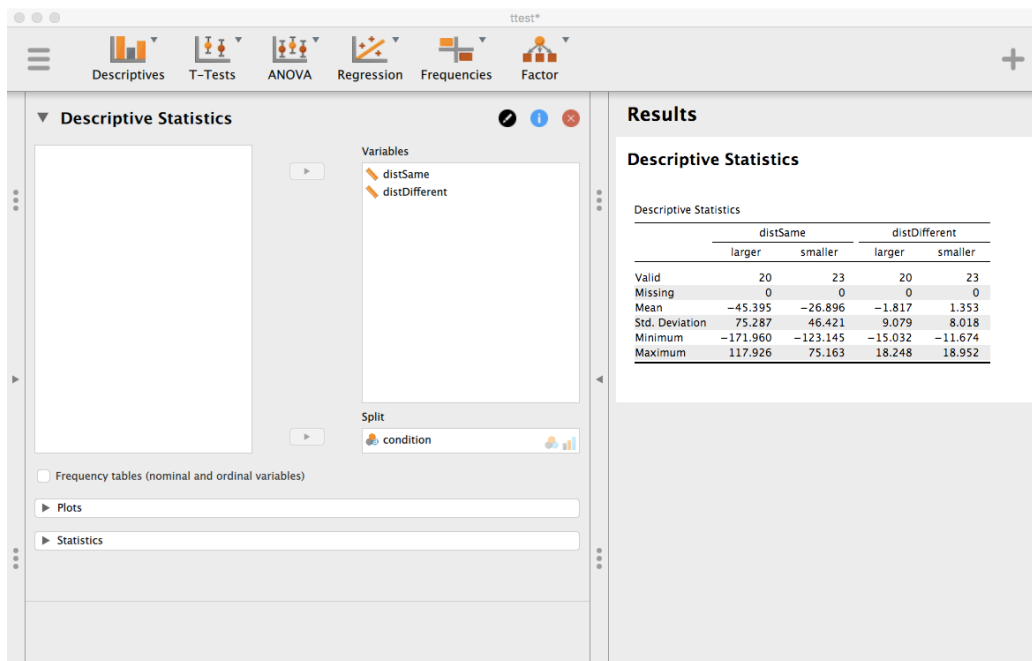 ttest*
Descriptives T-Tests ANOVA Regression Frequencies Factor
Descriptive Statistics
Variables
distSame
distDifferent
Split
condition
Frequency tables (nominal and ordinal variables)
Plots
Statistics
Results
Descriptive Statistics
Descriptive Statistics
distSame distDifferent
larger smaller larger smaller
Valid 20 23 20 23
Missing 0 0 0 0
Mean −45.395 −26.896 −1.817 1.353
Std. Deviation 75.287 46.421 9.079 8.018
Minimum −171.960 −123.145 −15.032 −11.674
Maximum 117.926 75.163 18.248 18.952